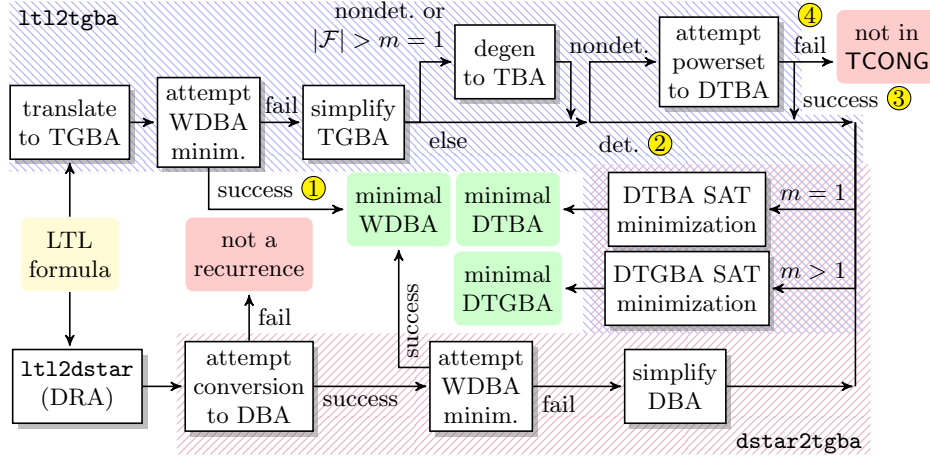 ltl2tgba
nondet. or
|ℱ| > m = 1
degen
to TBA
nondet.
attempt
powerset
to DTBA
4
fail
not in
TCONG
success 3
translate
to TGBA
attempt
WDBA
minim.
fail
simplify
TGBA
else
det. 2
success 1
minimal
WDBA
minimal
DTBA
DTBA SAT
minimization
m = 1
LTL
formula
not a
recurrence
minimal
DTGBA
DTGBA SAT
minimization
m > 1
fail
success
ltl2dstar
(DRA)
attempt
conversion
to DBA
success
attempt
WDBA
minim.
fail
simplify
DBA
dstar2tgba